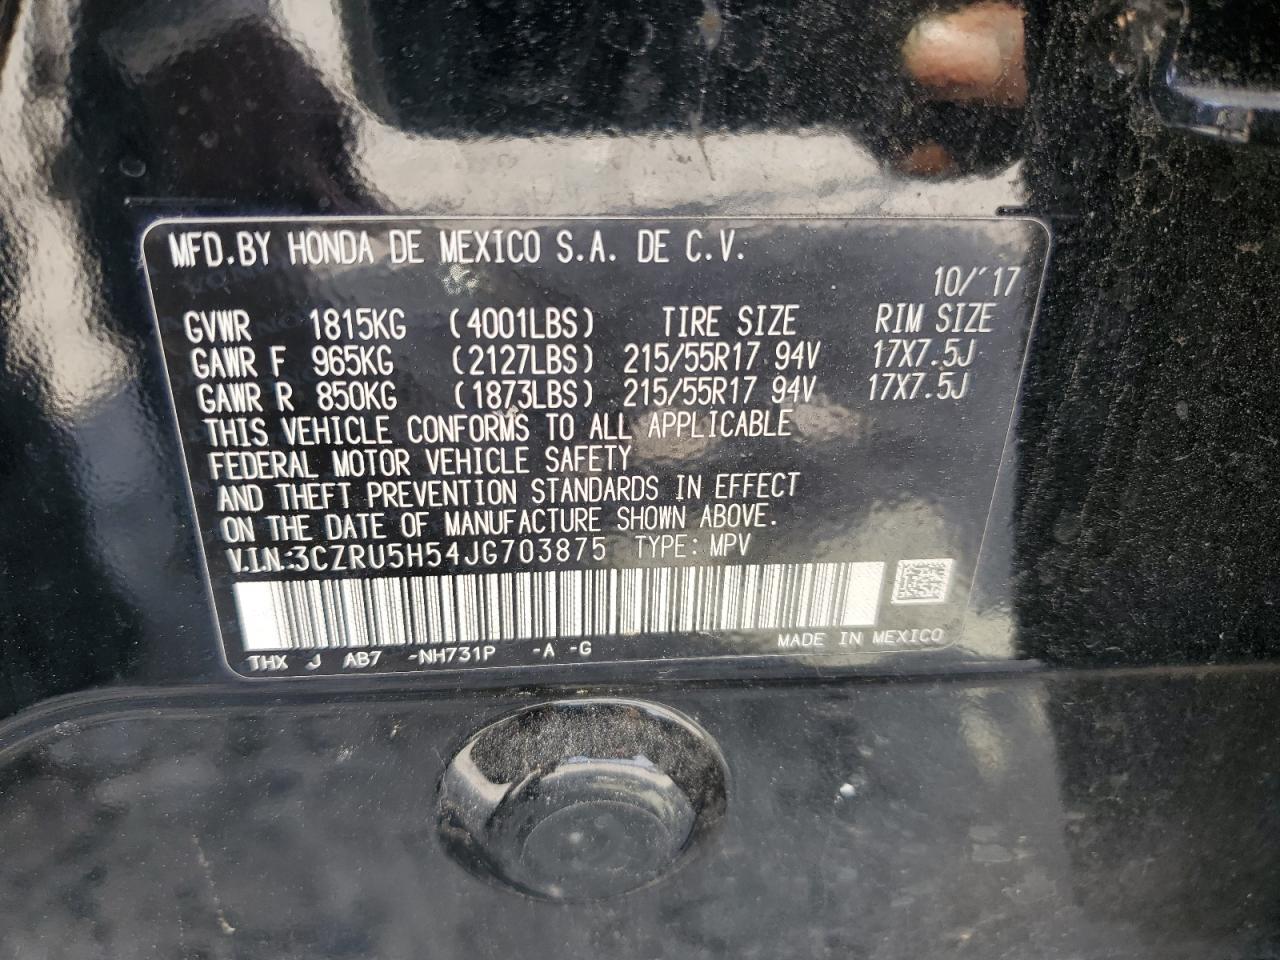 MFD.BY HONDA DE MEXICO S.A. DE C.V.
10/'17
GVWR 1815KG (4001LBS) TIRE SIZE RIM SIZE
GAWR F 965KG (2127LBS) 215/55R17 94V 17X7.5J
GAWR R 850KG (1873LBS) 215/55R17 94V 17X7.5J
THIS VEHICLE CONFORMS TO ALL APPLICABLE
FEDERAL MOTOR VEHICLE SAFETY
AND THEFT PREVENTION STANDARDS IN EFFECT
ON THE DATE OF MANUFACTURE SHOWN ABOVE.
V.I.N:3CZRU5H54JG703875 TYPE: MPV
MADE IN MEXICO
THX J AB7 -NH731P -A -G